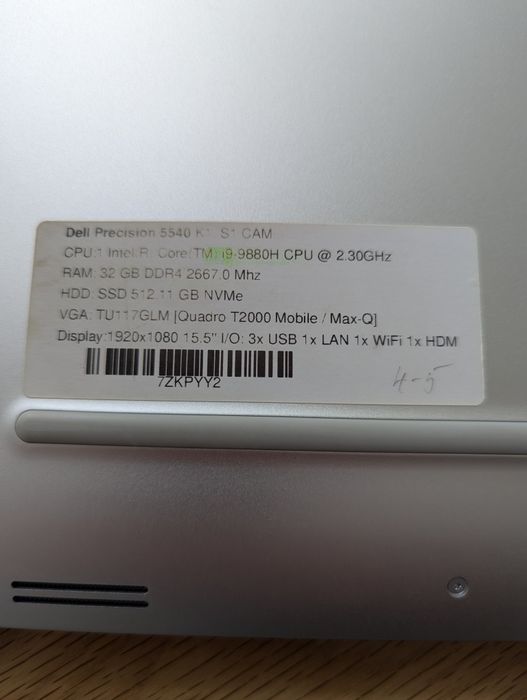 Dell Precision 5540 K1 S1 CAM
CPU:1 Intel(R) Core(TM) i9-9880H CPU @ 2.30GHz
RAM: 32 GB DDR4 2667.0 Mhz
HDD: SSD 512.11 GB NVMe
VGA: TU117GLM [Quadro T2000 Mobile / Max-Q]
Display:1920x1080 15.5" I/O: 3x USB 1x LAN 1x WiFi 1x HDM
7ZKPYY2
4-5